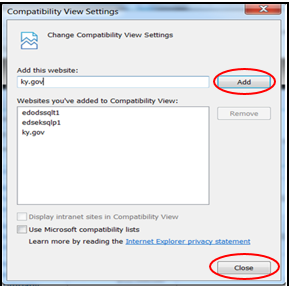 Compatibility View Settings
Change Compatibility View Settings
Add this website:
ky.gov
Add
Websites you've added to Compatibility View:
edodssqlt1
edseksqlp1
ky.gov
Remove
Display intranet sites in Compatibility View
Use Microsoft compatibility lists
Learn more by reading the Internet Explorer privacy statement
Close